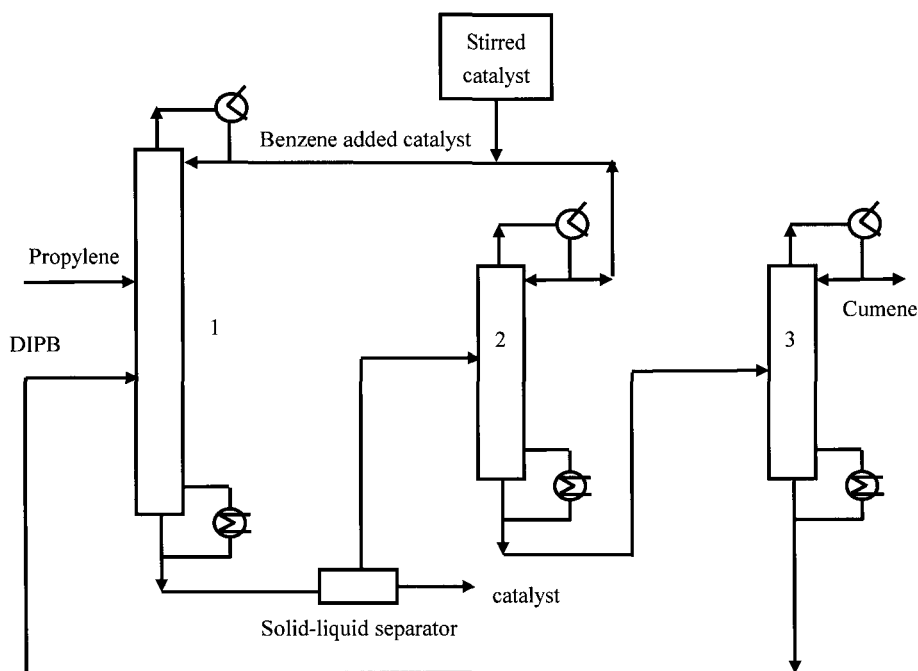 Stirred
catalyst
Benzene added catalyst
Propylene
Cumene
1
2
3
DIPB
catalyst
Solid-liquid separator